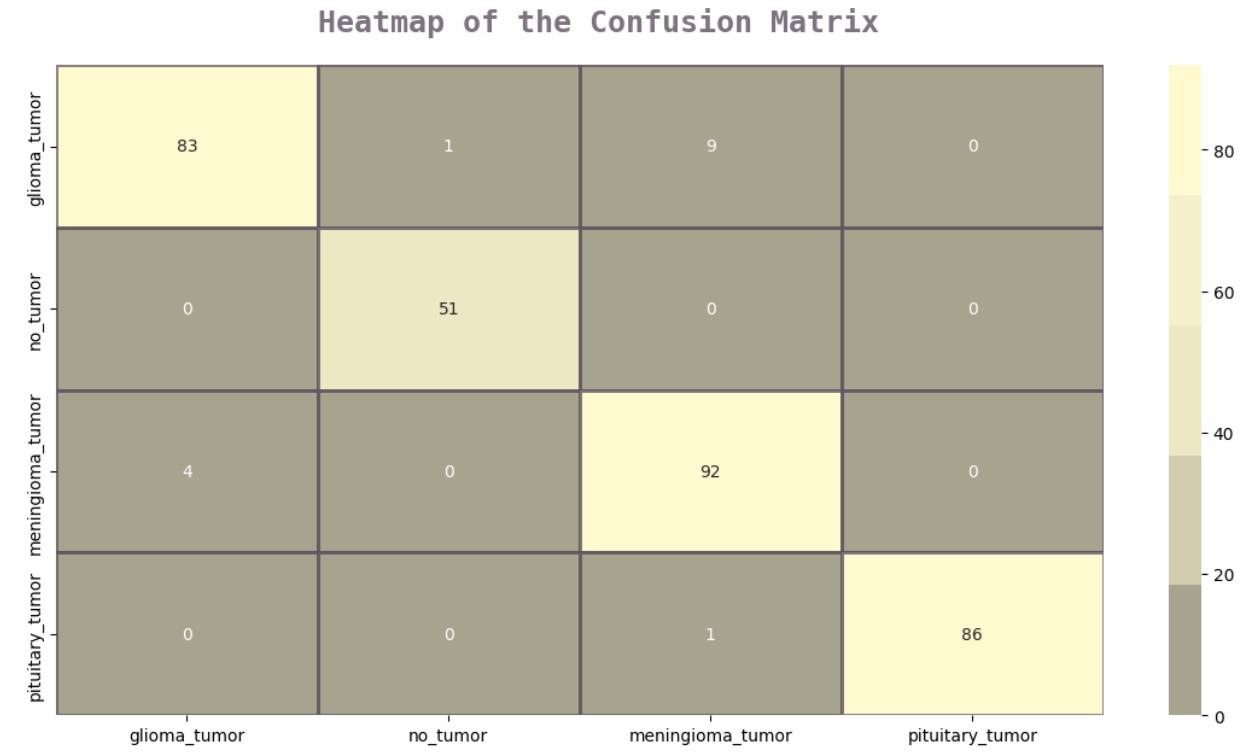 Heatmap of the Confusion Matrix
glioma_tumor
83 1 9 0
no_tumor
0 51 0 0
meningioma_tumor
4 0 92 0
pituitary_tumor
0 0 1 86
glioma_tumor no_tumor meningioma_tumor pituitary_tumor
80
60
40
20
0